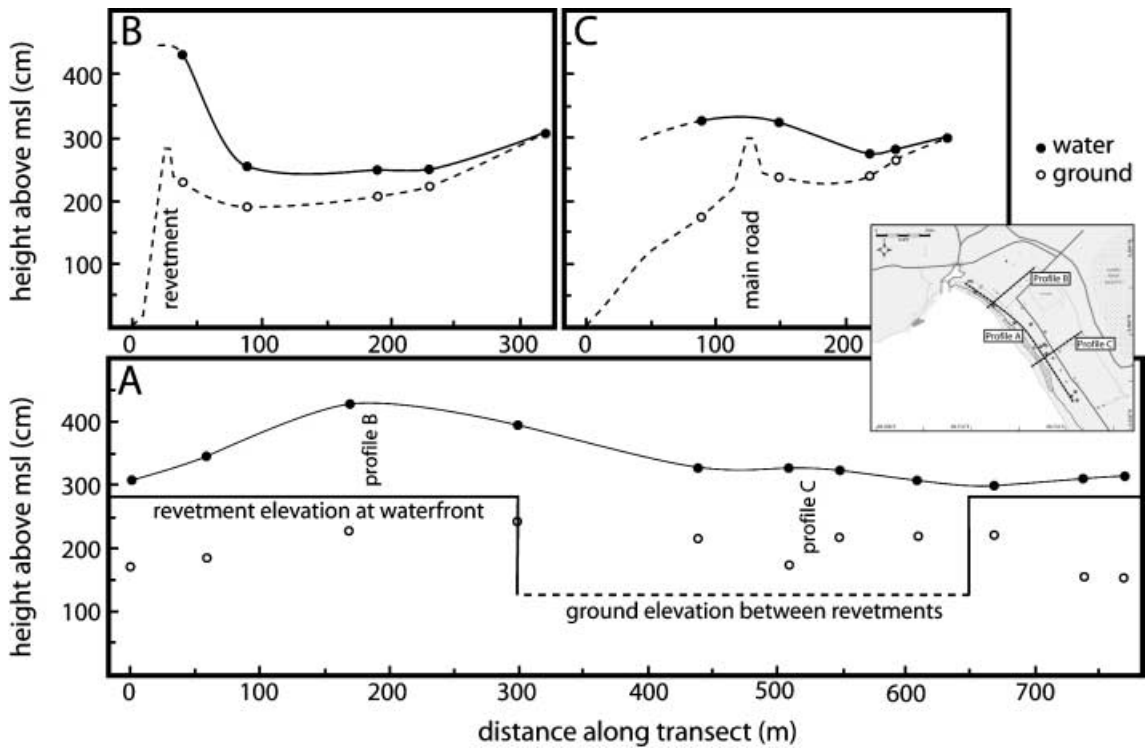 B
C
height above msl (cm)
400
300
200
100
revetment
main road
0
100
200
300
0
100
200
water
ground
Profile B
Profile A
Profile C
A
height above msl (cm)
400
300
200
100
profile B
profile C
revetment elevation at waterfront
ground elevation between revetments
0
100
200
300
400
500
600
700
distance along transect (m)